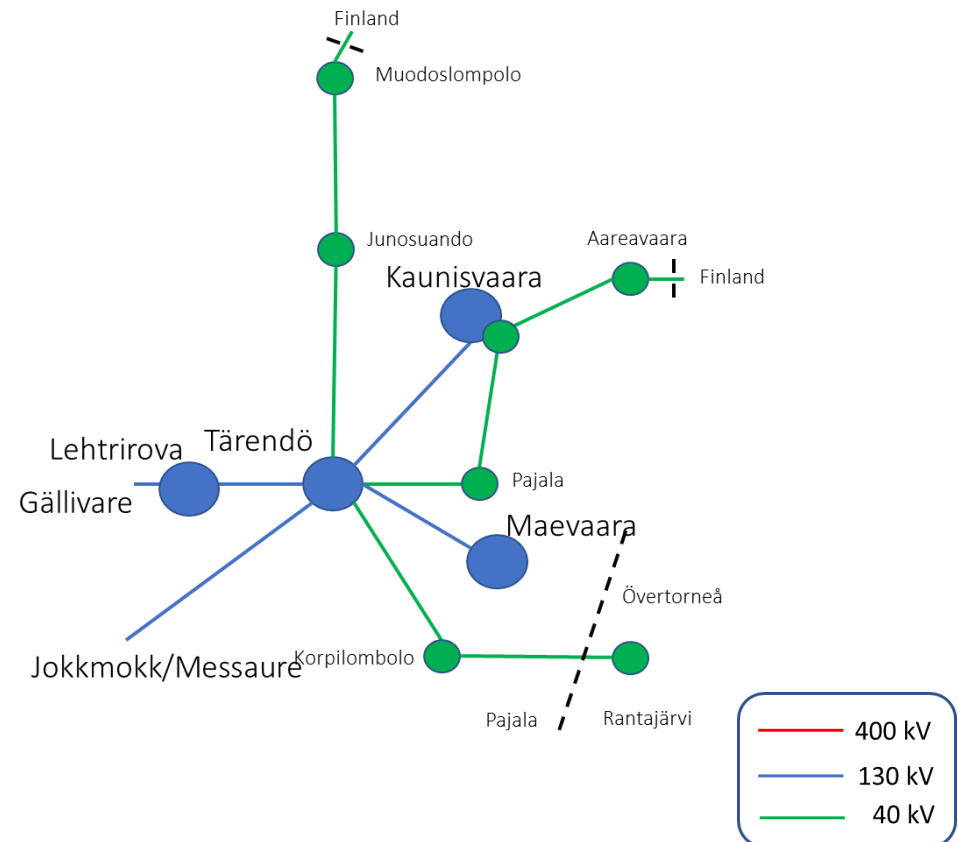 Finland
Muodoslompolo
Junosuando
Aareavaara
Kaunisvaara
Finland
Tärendö
Lehtrirova
Pajala
Gällivare
Maevaara
Övertorneå
Jokkmokk/Messaure
Korpilombolo
Pajala
Rantajärvi
400 kV
130 kV
40 kV